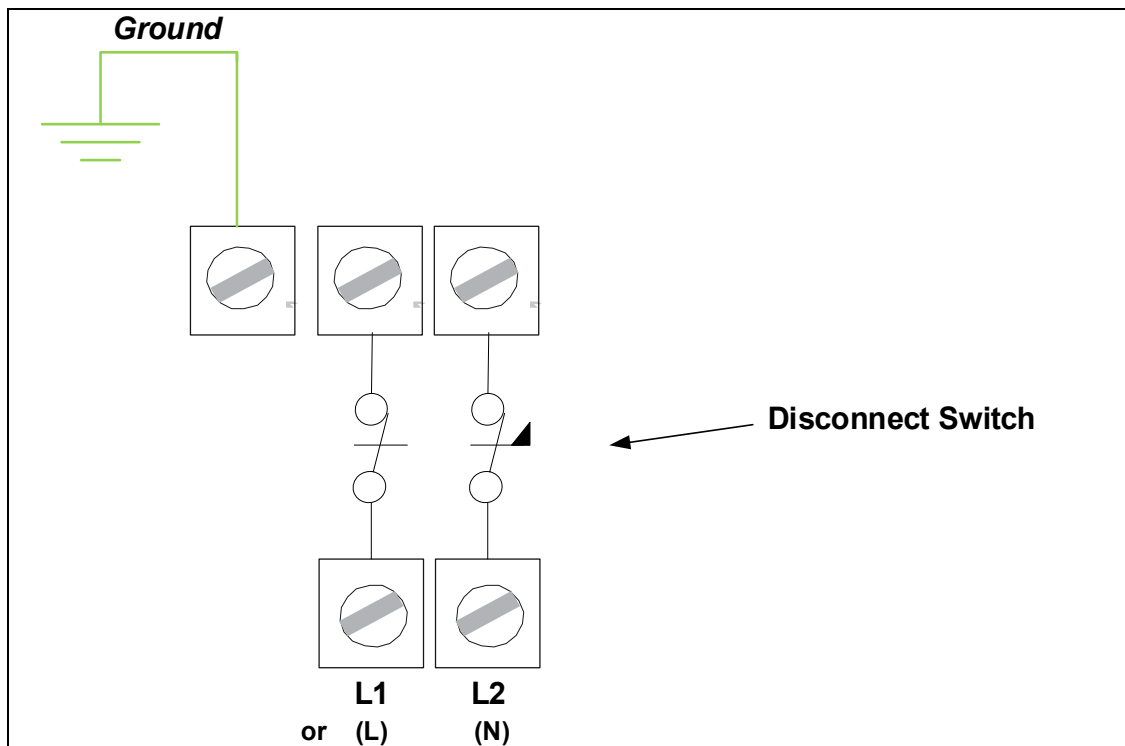 Ground
Disconnect Switch
L1 L2
or (L) (N)